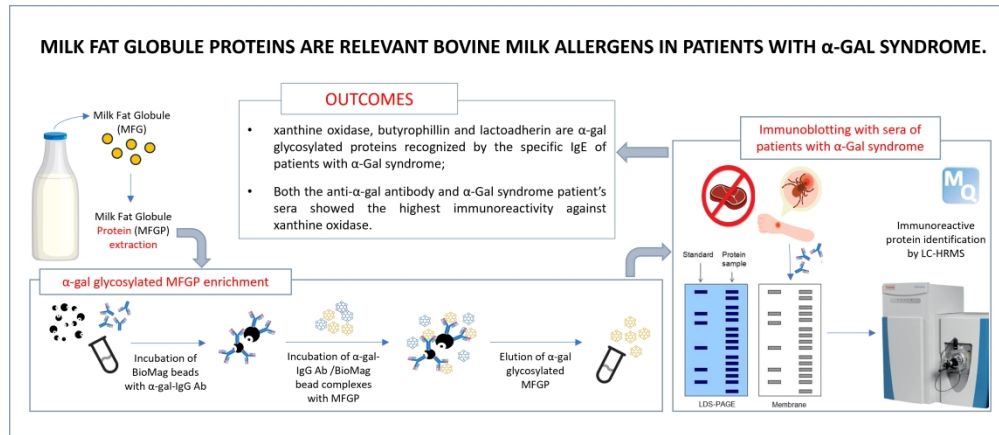 MILK FAT GLOBULE PROTEINS ARE RELEVANT BOVINE MILK ALLERGENS IN PATIENTS WITH α-GAL SYNDROME.
Milk Fat Globule
(MFG)
Milk Fat Globule
Protein (MFGP)
extraction
OUTCOMES
• xanthine oxidase, butyrophillin and lactoadherin are α-gal
glycosylated proteins recognized by the specific IgE of
patients with α-Gal syndrome;
• Both the anti-α-gal antibody and α-Gal syndrome patient's
sera showed the highest immunoreactivity against
xanthine oxidase.
α-gal glycosylated MFGP enrichment
Incubation of
BioMag beads
with α-gal-IgG Ab
Incubation of α-gal-
IgG Ab /BioMag
bead complexes
with MFGP
Elution of α-gal
glycosylated
MFGP
Immunoblotting with sera of
patients with α-Gal syndrome
MQ
Immunoreactive
protein identification
by LC-HRMS
Standard
Protein
sample
LDS-PAGE
Membrane